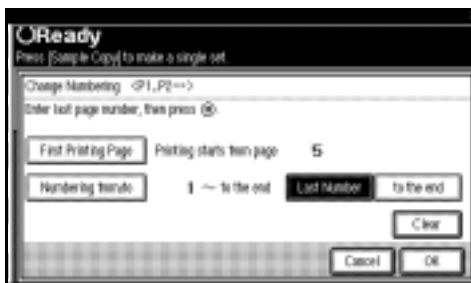 Ready
Press [Sample Copy] to make a single set.
Change Numbering <P1,P2···>
Enter last page number, then press
First Printing Page Printing starts from page 5
Numbering from/to 1 ~ to the end Last Number to the end
Clear
Cancel OK